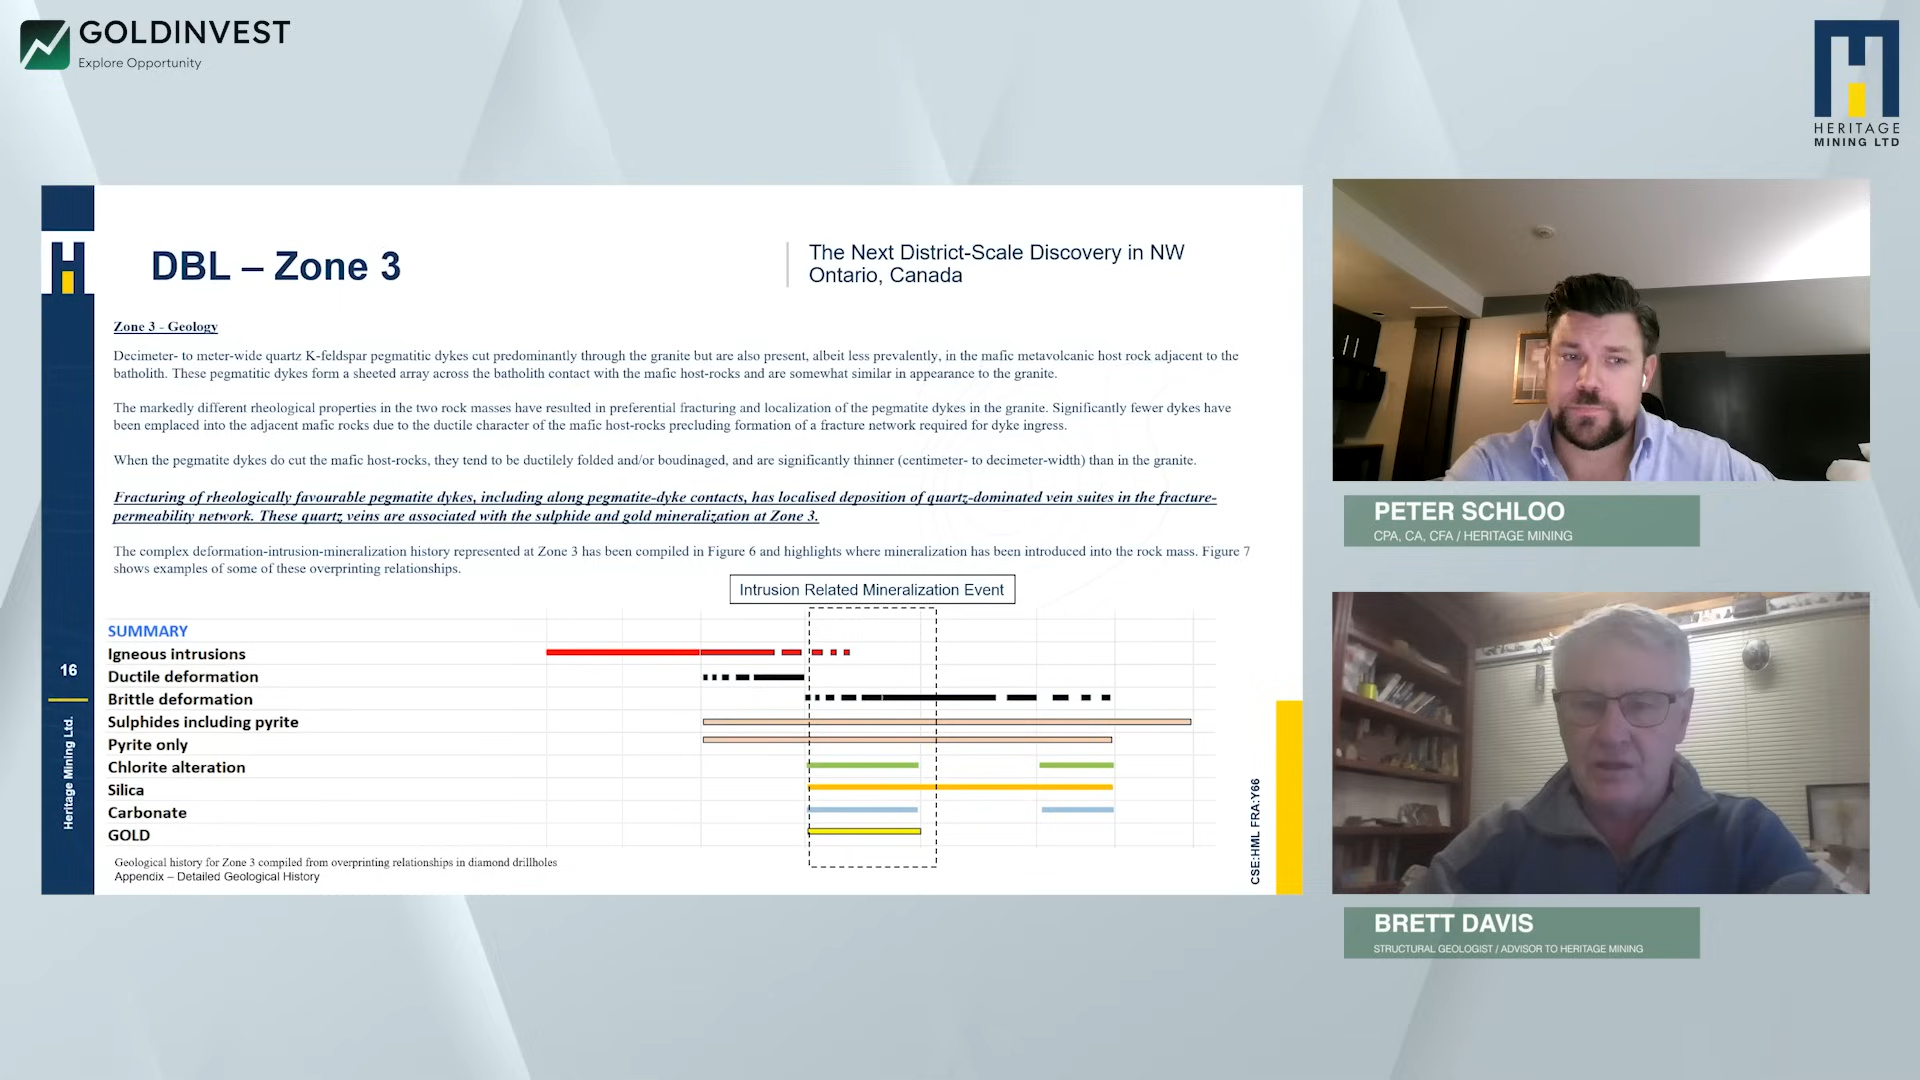 GOLDINVEST
Explore Opportunity
HERITAGE
MINING LTD
DBL – Zone 3
The Next District-Scale Discovery in NW
Ontario, Canada
Zone 3 - Geology
Decimeter- to meter-wide quartz K-feldspar pegmatitic dykes cut predominantly through the granite but are also present, albeit less prevalently, in the mafic metavolcanic host rock adjacent to the
batholith. These pegmatitic dykes form a sheeted array across the batholith contact with the mafic host-rocks and are somewhat similar in appearance to the granite.
The markedly different rheological properties in the two rock masses have resulted in preferential fracturing and localization of the pegmatite dykes in the granite. Significantly fewer dykes have
been emplaced into the adjacent mafic rocks due to the ductile character of the mafic host-rocks precluding formation of a fracture network required for dyke ingress.
When the pegmatite dykes do cut the mafic host-rocks, they tend to be ductilely folded and/or boudinaged, and are significantly thinner (centimeter- to decimeter-width) than in the granite.
Fracturing of rheologically favourable pegmatite dykes, including along pegmatite-dyke contacts, has localised deposition of quartz-dominated vein suites in the fracture-
permeability network. These quartz veins are associated with the sulphide and gold mineralization at Zone 3.
The complex deformation-intrusion-mineralization history represented at Zone 3 has been compiled in Figure 6 and highlights where mineralization has been introduced into the rock mass. Figure 7
shows examples of some of these overprinting relationships.
Intrusion Related Mineralization Event
SUMMARY
Igneous intrusions
Ductile deformation
Brittle deformation
Sulphides including pyrite
Pyrite only
Chlorite alteration
Silica
Carbonate
GOLD
Geological history for Zone 3 compiled from overprinting relationships in diamond drillholes
Appendix – Detailed Geological History
16
Heritage Mining Ltd.
CSE:HML FRA:Y66
PETER SCHLOO
CPA, CA, CFA / HERITAGE MINING
BRETT DAVIS
STRUCTURAL GEOLOGIST / ADVISOR TO HERITAGE MINING